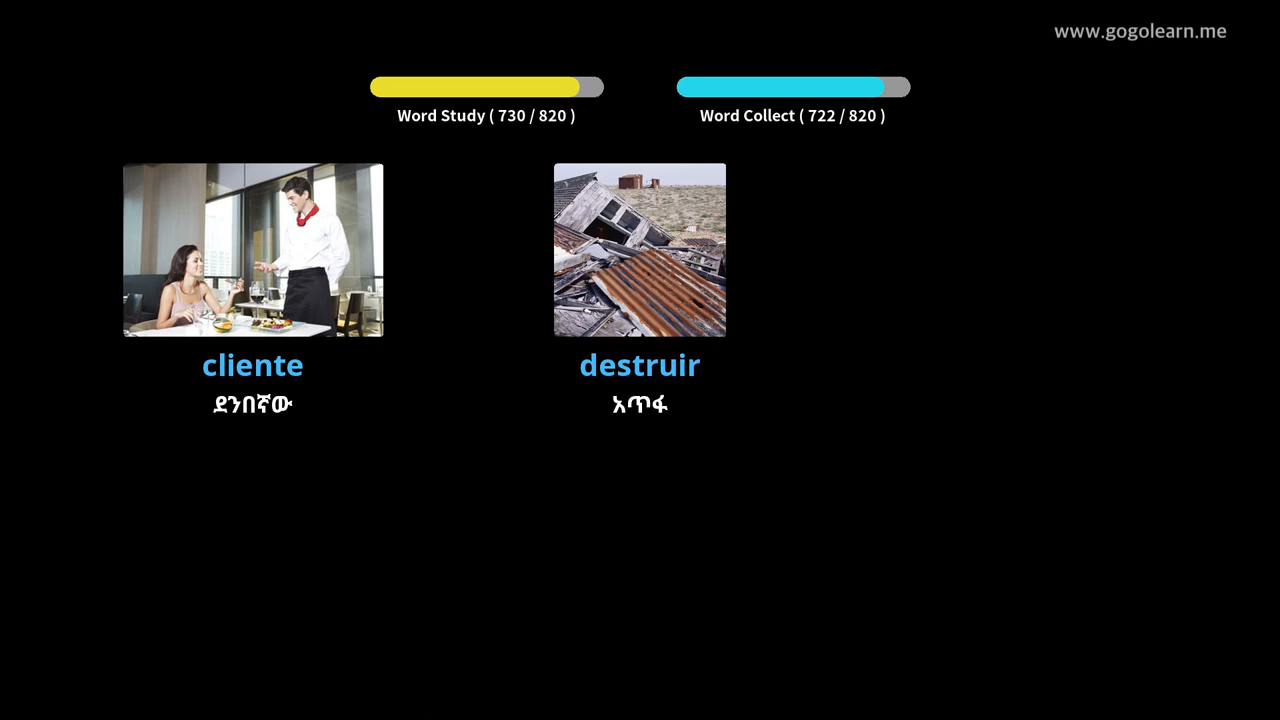 www.gogolearn.me
Word Study ( 730 / 820 )
Word Collect ( 722 / 820 )
cliente
ደንበኛው
destruir
አጥፋ